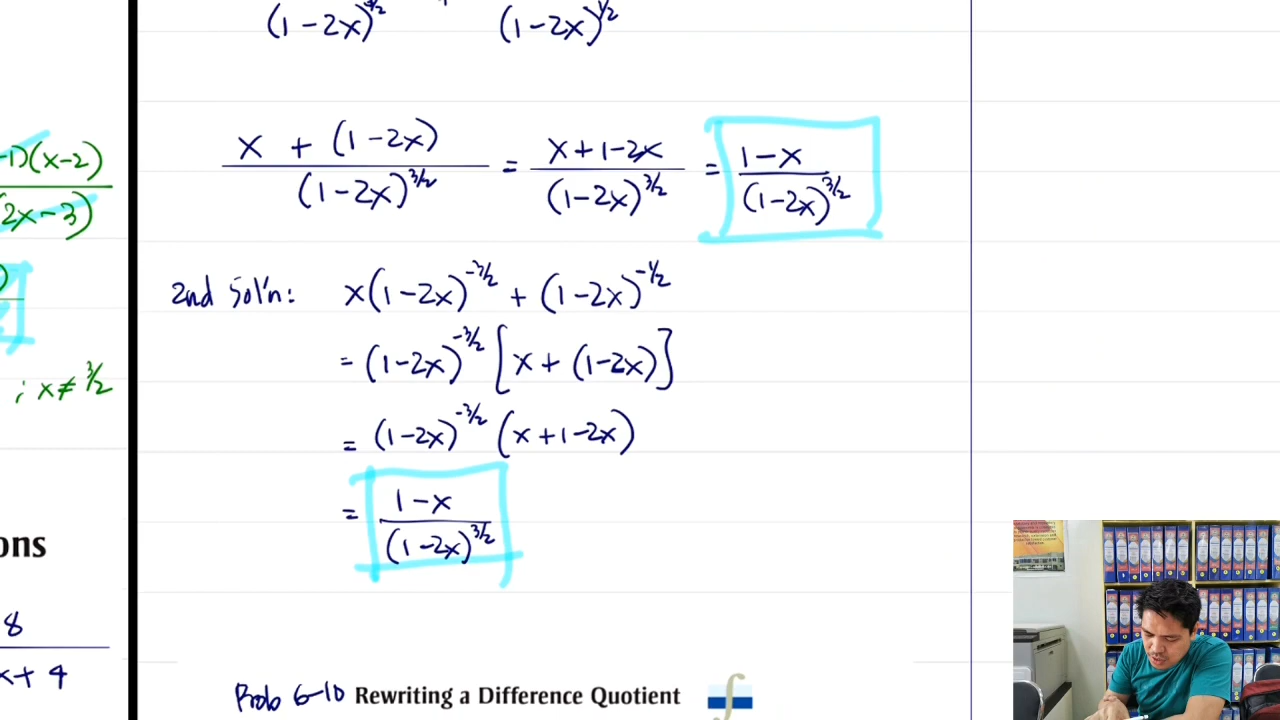 (1-2x)^3/2 (1-2x)^1/2
-1)(x-2)
2x-3)
; x≠3/2
ons
8
x+4
x + (1-2x) / (1-2x)^3/2 = x+1-2x / (1-2x)^3/2 = 1-x / (1-2x)^3/2
2nd Sol'n: x(1-2x)^-3/2 + (1-2x)^-1/2
= (1-2x)^-3/2 [x + (1-2x)]
= (1-2x)^-3/2 (x+1-2x)
= 1-x / (1-2x)^3/2
Prob 6-10 Rewriting a Difference Quotient